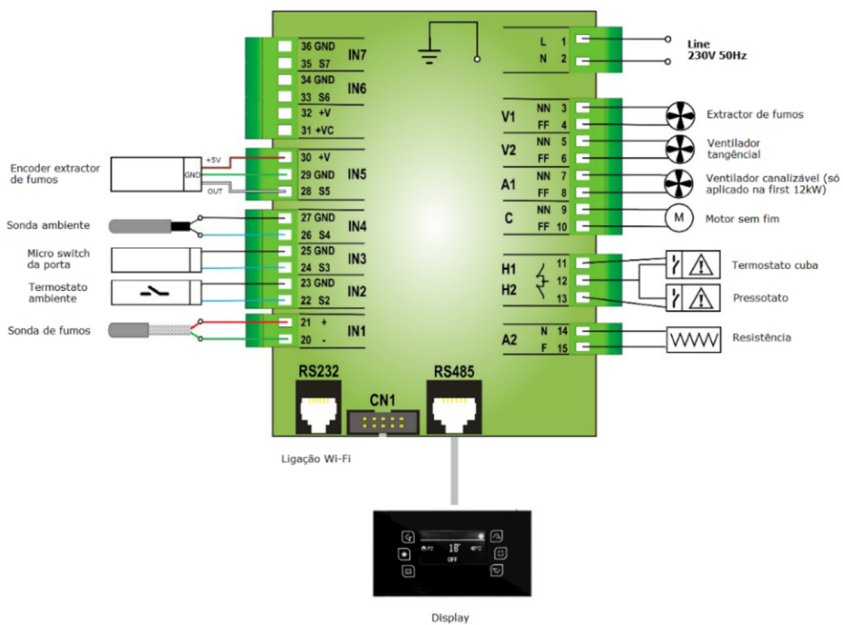 36 GND
35 S7
IN7
34 GND
33 S6
IN6
32 +V
31 +VC
Encoder extractor
de fumos
+5V
GND
OUT
30 +V
29 GND
28 S5
IN5
Sonda ambiente
27 GND
26 S4
IN4
Micro switch
da porta
25 GND
24 S3
IN3
Termostato
ambiente
23 GND
22 S2
IN2
Sonda de fumos
21 +
20 -
IN1
L 1
N 2
Line
230V 50Hz
V1
NN 3
FF 4
Extractor de fumos
V2
NN 5
FF 6
Ventilador
tangêncial
A1
NN 7
FF 8
Ventilador canalizável (só
aplicado na first 12kW)
C
NN 9
FF 10
M
Motor sem fim
H1
H2
11
12
13
Termostato cuba
Pressotato
A2
N 14
F 15
Resistência
RS232
CN1
RS485
Ligação Wi-Fi
18°
OFF
Display